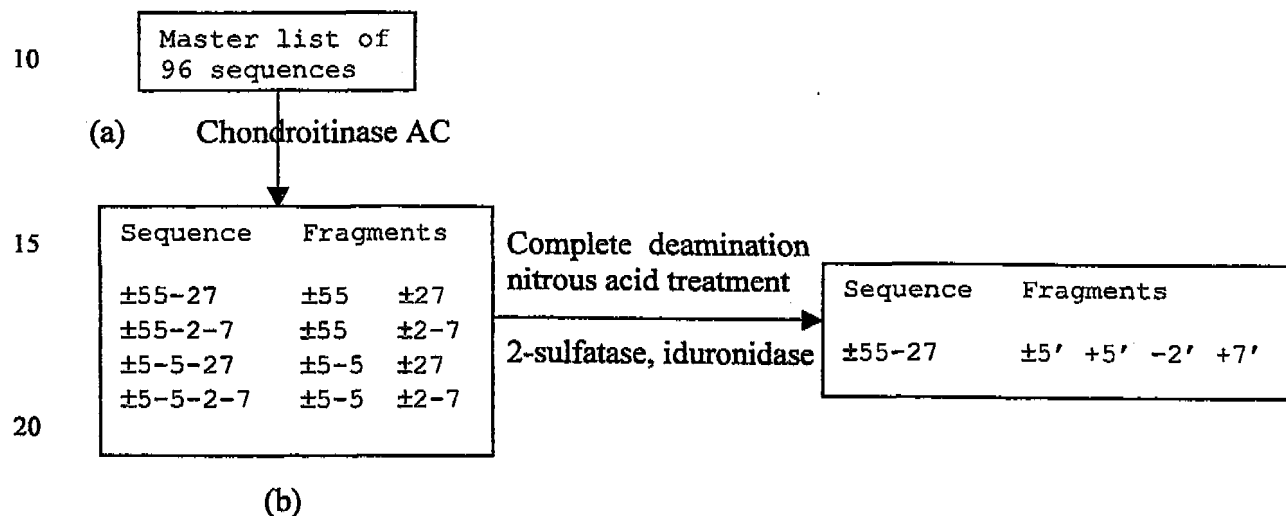 10
Master list of
96 sequences
(a) Chondroitinase AC
15
Sequence Fragments
±55-27 ±55 ±27
±55-2-7 ±55 ±2-7
±5-5-27 ±5-5 ±27
±5-5-2-7 ±5-5 ±2-7
20
(b)
Complete deamination
nitrous acid treatment
2-sulfatase, iduronidase
Sequence Fragments
±55-27 ±5′ +5′ -2′ +7′